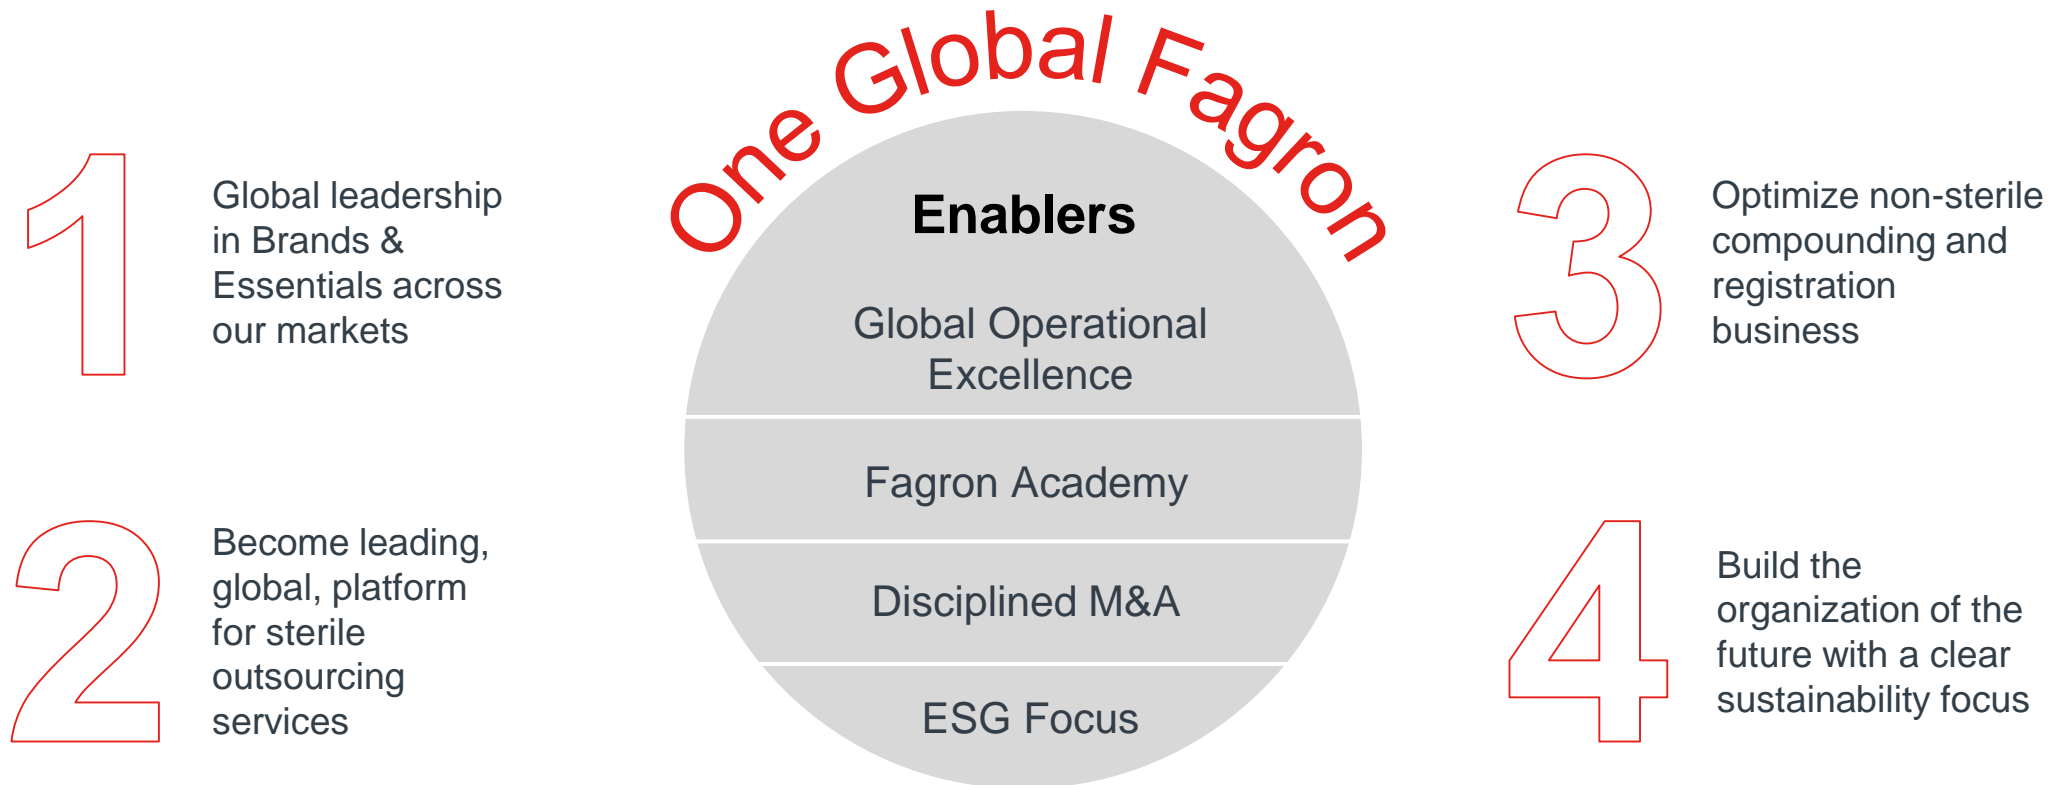 One Global Fagron
1
Global leadership
in Brands &
Essentials across
our markets
2
Become leading,
global, platform
for sterile
outsourcing
services
Enablers
Global Operational
Excellence
Fagron Academy
Disciplined M&A
ESG Focus
3
Optimize non-sterile
compounding and
registration
business
4
Build the
organization of the
future with a clear
sustainability focus